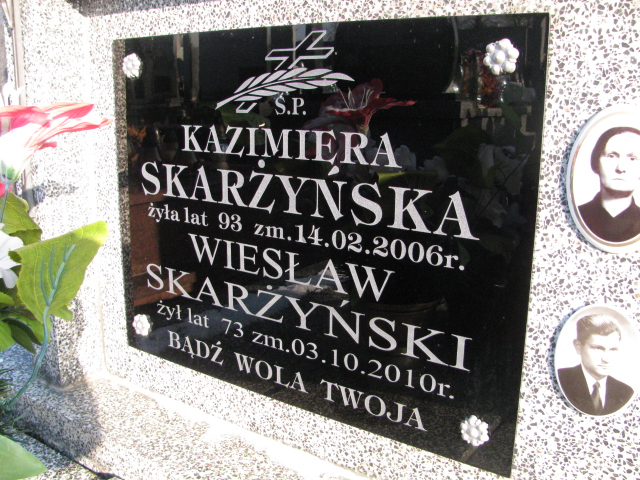 Ś.P.
KAZIMIERA
SKARŻYŃSKA
żyła lat 93 zm.14.02.2006r.
WIESŁAW
SKARŻYŃSKI
żył lat 73 zm.03.10.2010r.
BĄDŹ WOLA TWOJA